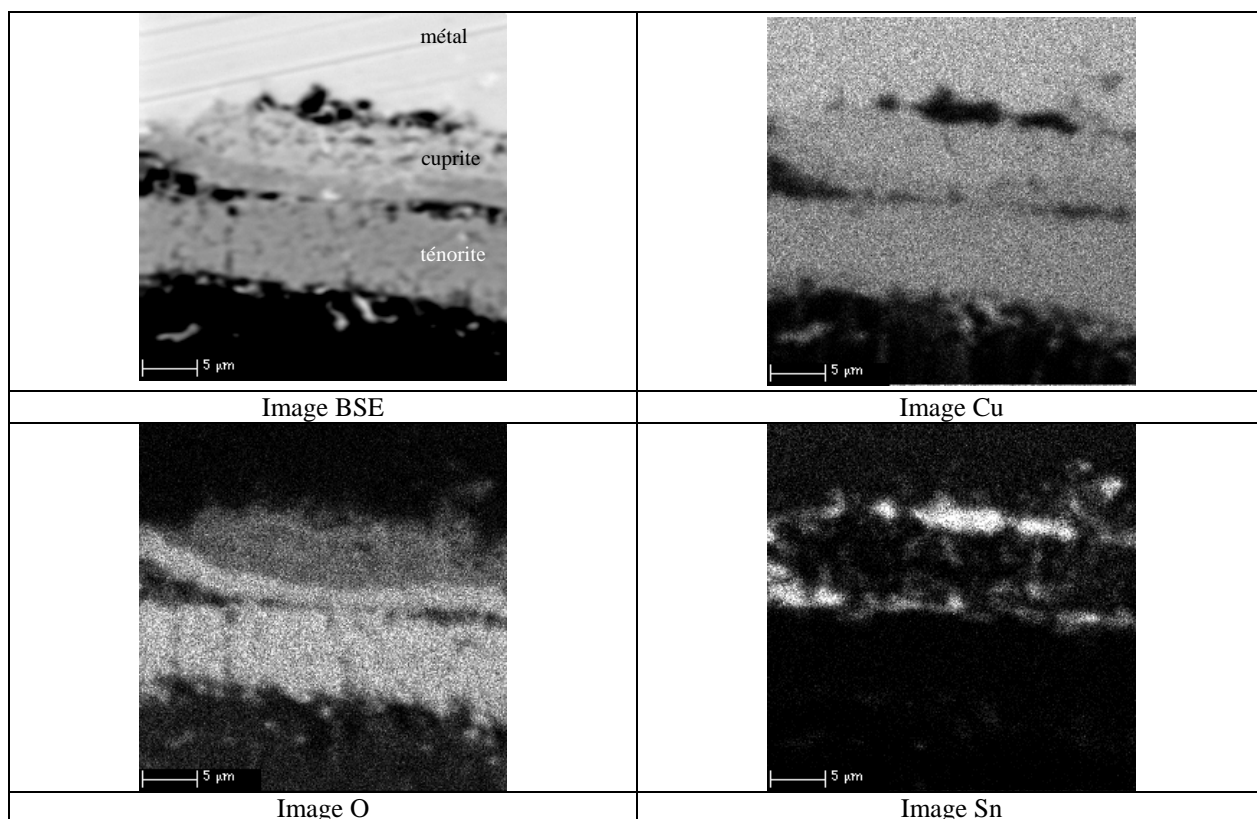 métal
cuprite
ténorite
5 µm
5 µm
Image BSE
Image Cu
5 µm
5 µm
Image O
Image Sn